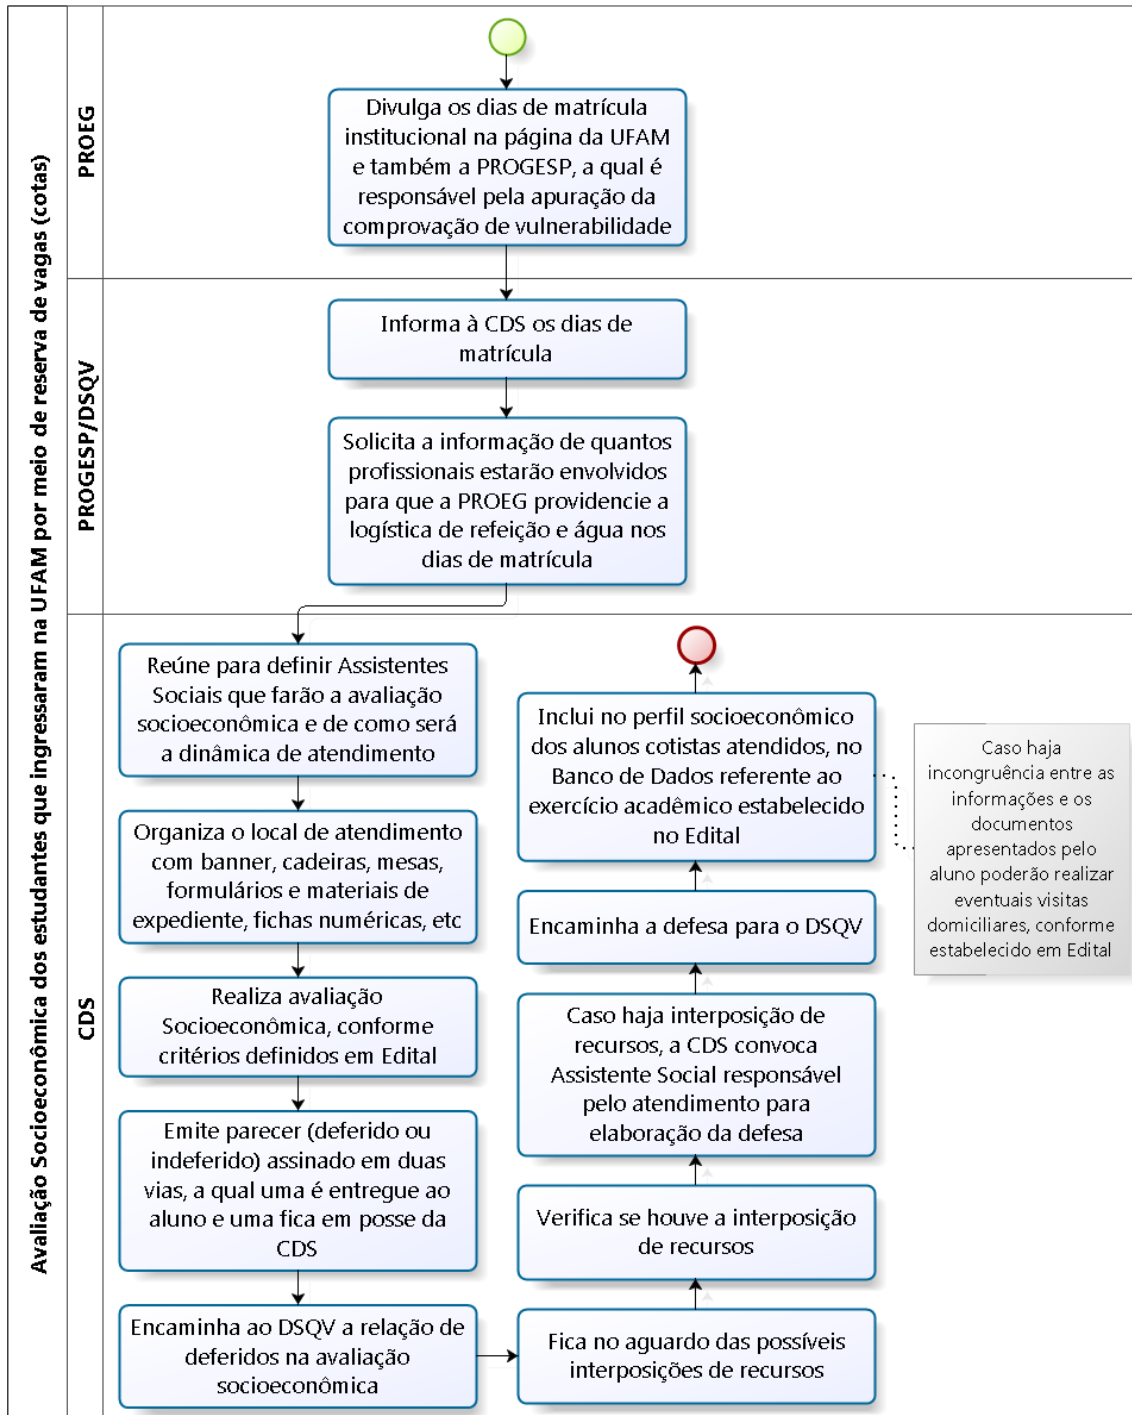 Avaliação Socioeconômica dos estudantes que ingressaram na UFAM por meio de reserva de vagas (cotas)
PROEG
Divulga os dias de matrícula
institucional na página da UFAM
e também a PROGESP, a qual é
responsável pela apuração da
comprovação de vulnerabilidade
PROGESP/DSQV
Informa à CDS os dias de
matrícula
Solicita a informação de quantos
profissionais estarão envolvidos
para que a PROEG providencie a
logística de refeição e água nos
dias de matrícula
CDS
Reúne para definir Assistentes
Sociais que farão a avaliação
socioeconômica e de como será
a dinâmica de atendimento
Organiza o local de atendimento
com banner, cadeiras, mesas,
formulários e materiais de
expediente, fichas numéricas, etc
Realiza avaliação
Socioeconômica, conforme
critérios definidos em Edital
Emite parecer (deferido ou
indeferido) assinado em duas
vias, a qual uma é entregue ao
aluno e uma fica em posse da
CDS
Encaminha ao DSQV a relação de
deferidos na avaliação
socioeconômica
Fica no aguardo das possíveis
interposições de recursos
Verifica se houve a interposição
de recursos
Caso haja interposição de
recursos, a CDS convoca
Assistente Social responsável
pelo atendimento para
elaboração da defesa
Encaminha a defesa para o DSQV
Inclui no perfil socioeconômico
dos alunos cotistas atendidos, no
Banco de Dados referente ao
exercício acadêmico estabelecido
no Edital
Caso haja
incongruência entre as
informações e os
documentos
apresentados pelo
aluno poderão realizar
eventuais visitas
domiciliares, conforme
estabelecido em Edital